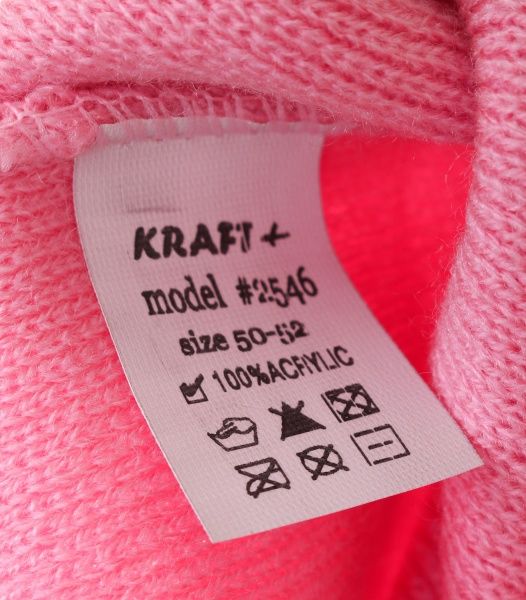 KRAFT +
model #2546
size 50-52
100% ACRYLIC